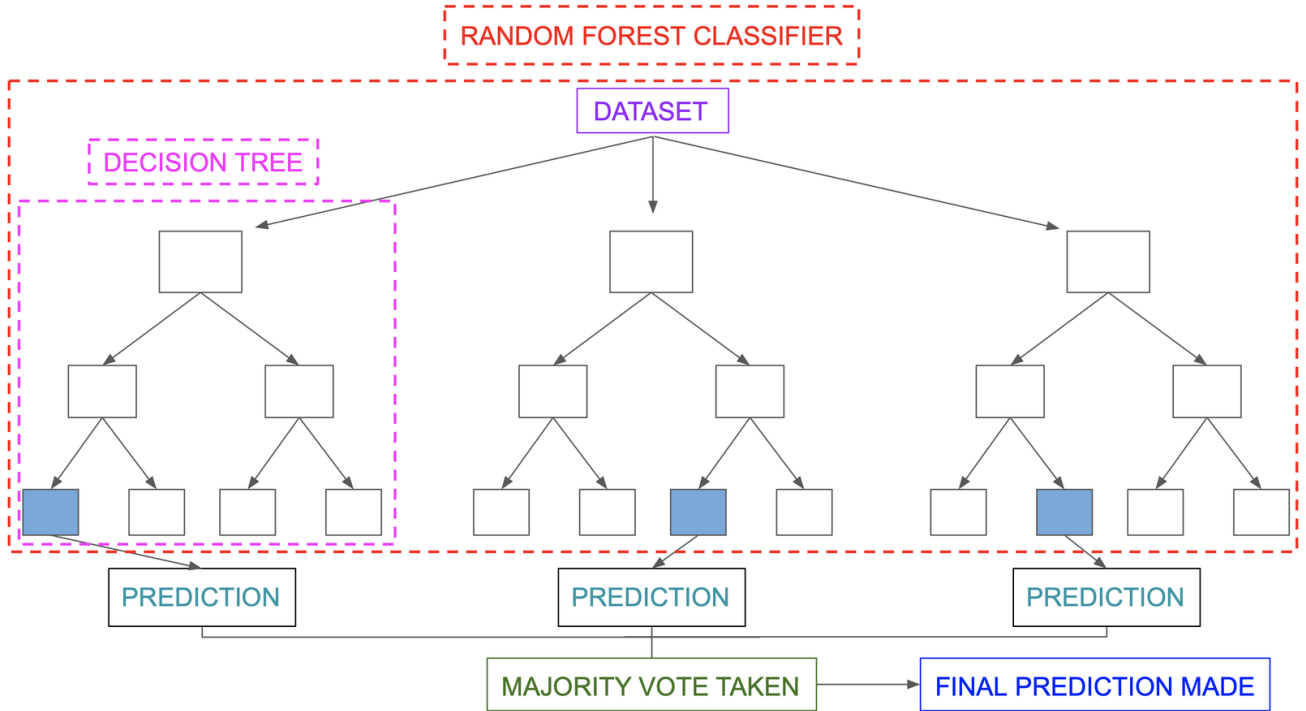 RANDOM FOREST CLASSIFIER
DATASET
DECISION TREE
PREDICTION
PREDICTION
PREDICTION
MAJORITY VOTE TAKEN
FINAL PREDICTION MADE